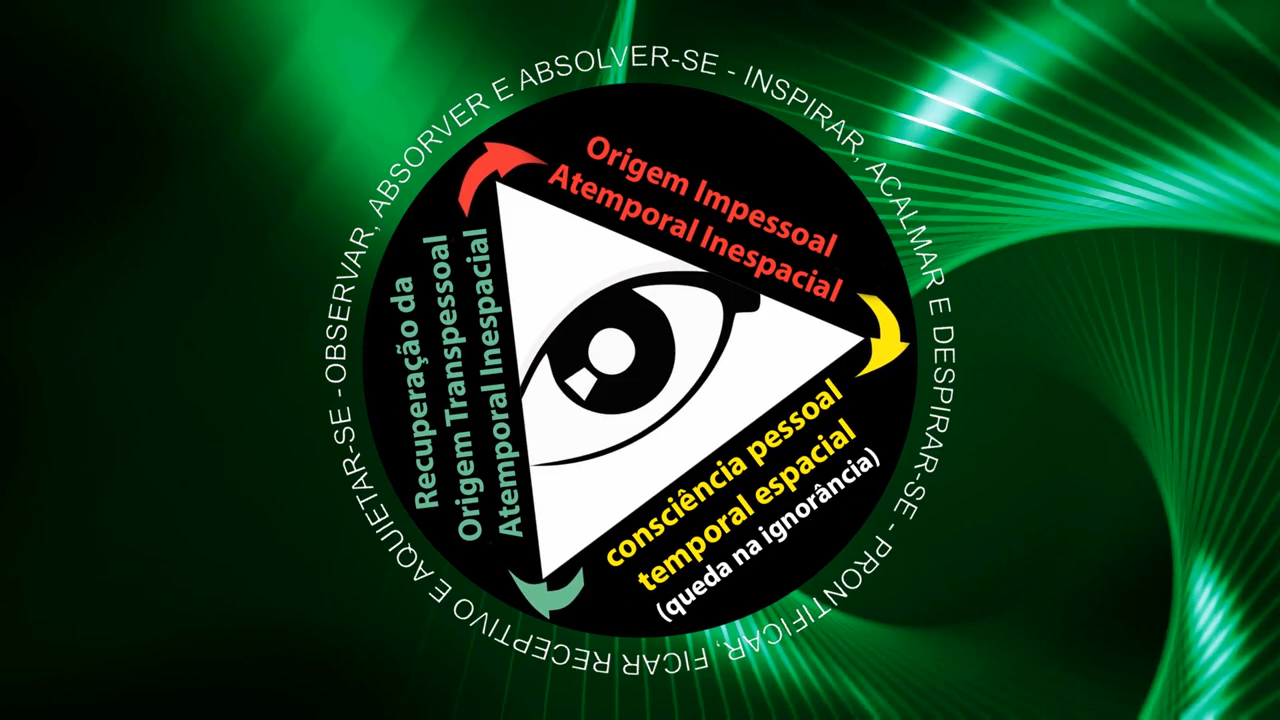 OBSERVAR, ABSORVER E ABSOLVER-SE - INSPIRAR, ACALMAR E DESPIRAR-SE - PRONTIFICAR, FICAR RECEPTIVO E AQUIETAR-SE -
Origem Impessoal
Atemporal Inespacial
consciência pessoal
temporal espacial
(queda na ignorância)
Recuperação da
Origem Transpessoal
Atemporal Inespacial